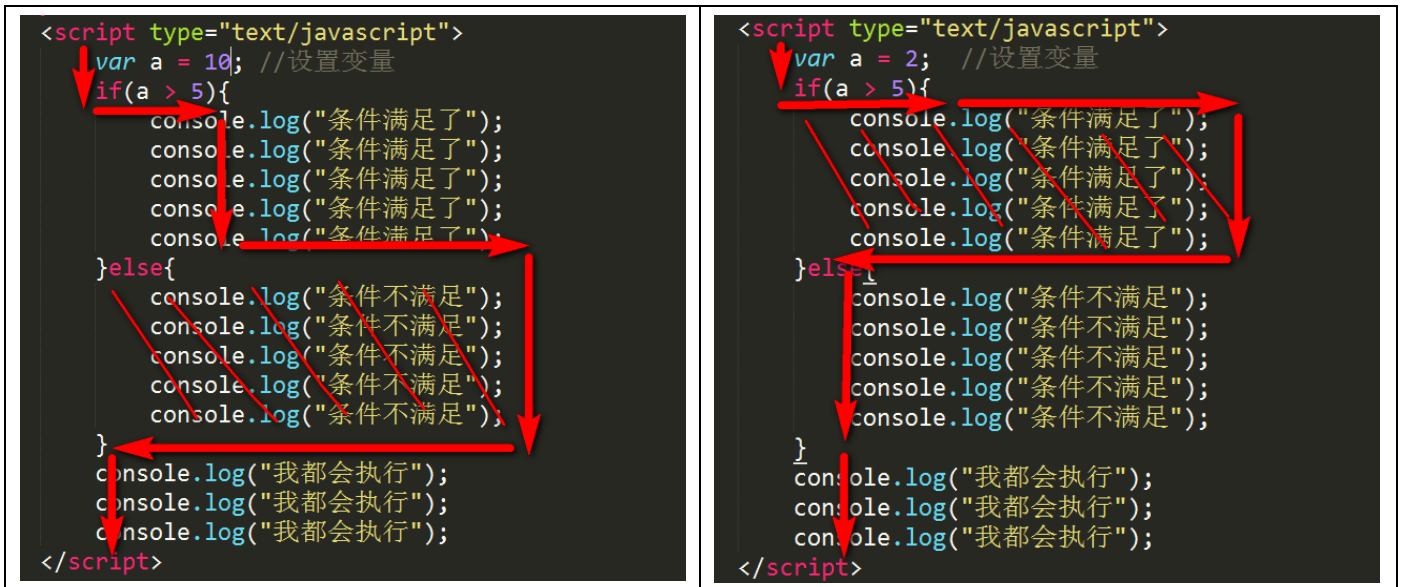 <script type="text/javascript">
var a = 10; //设置变量
if(a > 5){
console.log("条件满足了");
console.log("条件满足了");
console.log("条件满足了");
console.log("条件满足了");
console.log("条件满足了");
}else{
console.log("条件不满足");
console.log("条件不满足");
console.log("条件不满足");
console.log("条件不满足");
console.log("条件不满足");
}
console.log("我都会执行");
console.log("我都会执行");
console.log("我都会执行");
</script>
<script type="text/javascript">
var a = 2; //设置变量
if(a > 5){
console.log("条件满足了");
console.log("条件满足了");
console.log("条件满足了");
console.log("条件满足了");
console.log("条件满足了");
}else{
console.log("条件不满足");
console.log("条件不满足");
console.log("条件不满足");
console.log("条件不满足");
console.log("条件不满足");
}
console.log("我都会执行");
console.log("我都会执行");
console.log("我都会执行");
</script>